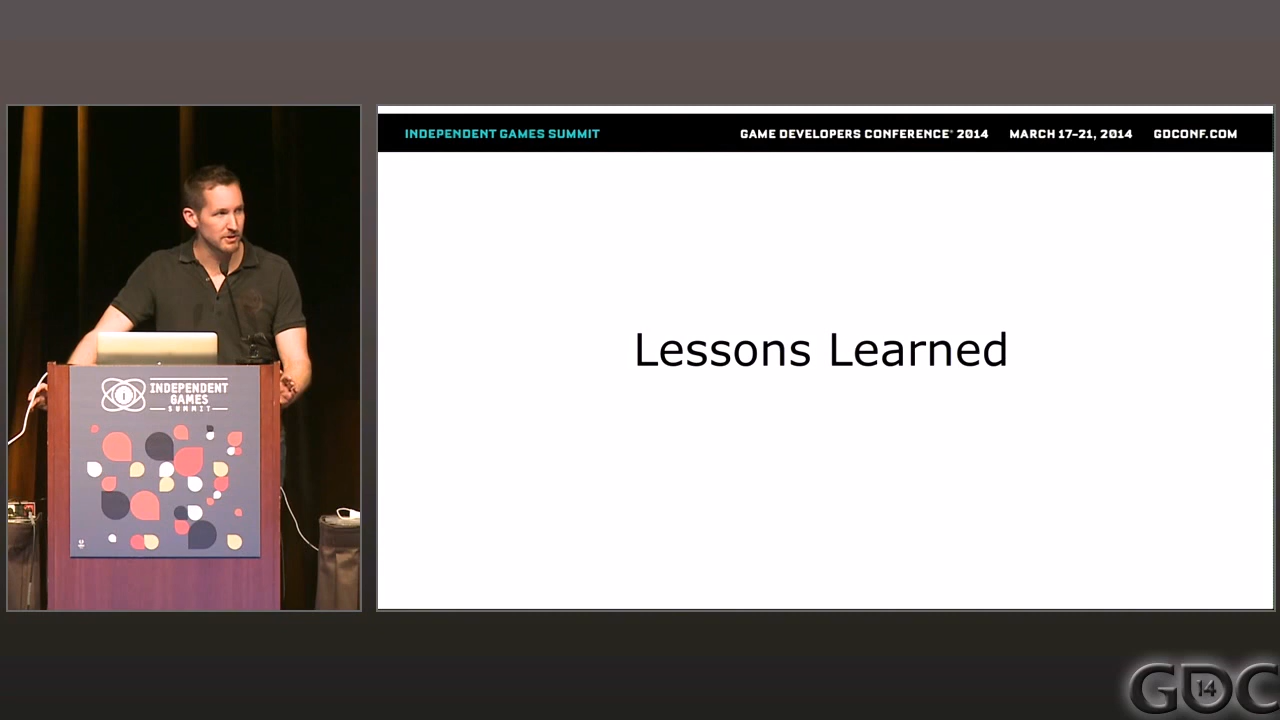 INDEPENDENT GAMES SUMMIT
GAME DEVELOPERS CONFERENCE 2014 MARCH 17–21, 2014 GDCONF.COM
Lessons Learned
INDEPENDENT
GAMES
SUMMIT
GDC
14